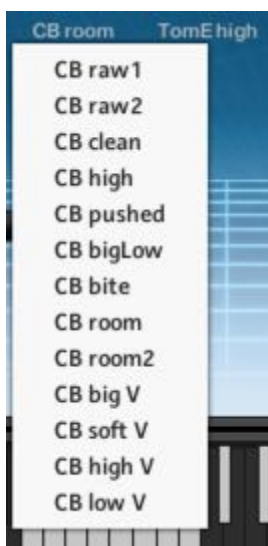 CB room TomE high
CB raw1
CB raw2
CB clean
CB high
CB pushed
CB bigLow
CB bite
CB room
CB room2
CB big V
CB soft V
CB high V
CB low V